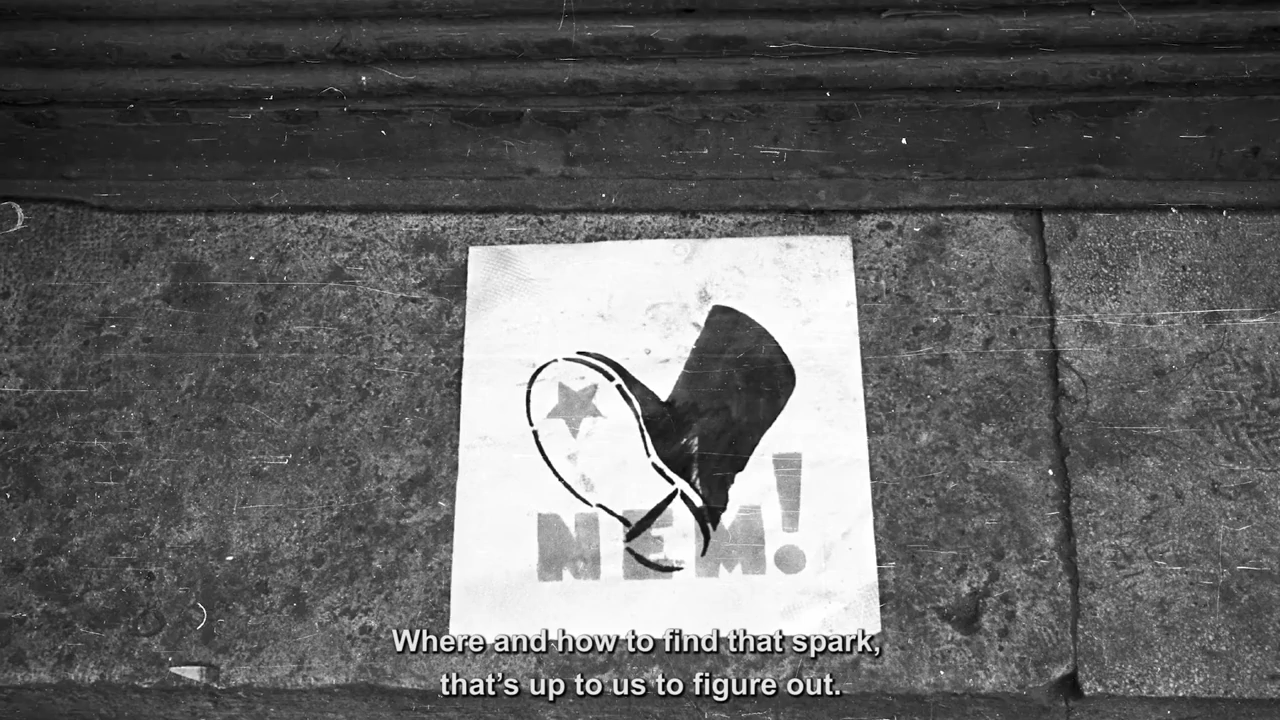 NEM!
Where and how to find that spark,
that's up to us to figure out.